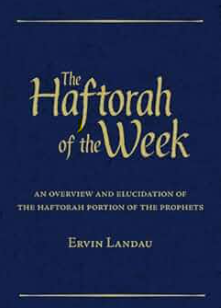 The
Haftorah
of the Week
AN OVERVIEW AND ELUCIDATION OF
THE HAFTORAH PORTION OF THE PROPHETS
ERVIN LANDAU